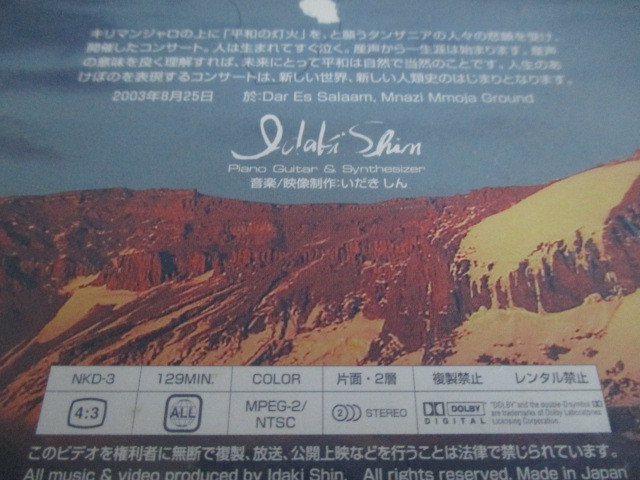 キリマンジャロの上に「平和の灯火」を、と願うタンザニアの人々の悲願を受け、
開催したコンサート。人は生まれてすぐ泣く。産声から一生涯は始まります。産声
の意味を良く理解すれば、未来にとって平和は自然で当然のことです。人生のあ
けぼのを表現するコンサートは、新しい世界、新しい人類史のはじまりとなります。
2003年8月25日 於:Dar Es Salaam, Mnazi Mmoja Ground
Idaki Shin
Piano Guitar & Synthesizer
音楽/映像制作:いだきしん
NKD-3 129MIN. COLOR 片面・2層 複製禁止 レンタル禁止
4:3 ALL MPEG-2/ NTSC 2 STEREO DOLBY DIGITAL "DOLBY" and the double-D symbol
are trademarks of Dolby Laboratories
Licensing Corporation.
このビデオを権利者に無断で複製、放送、公開上映などを行うことは法律で禁じられています。
All music & video produced by Idaki Shin. All rights reserved. Made in Japan